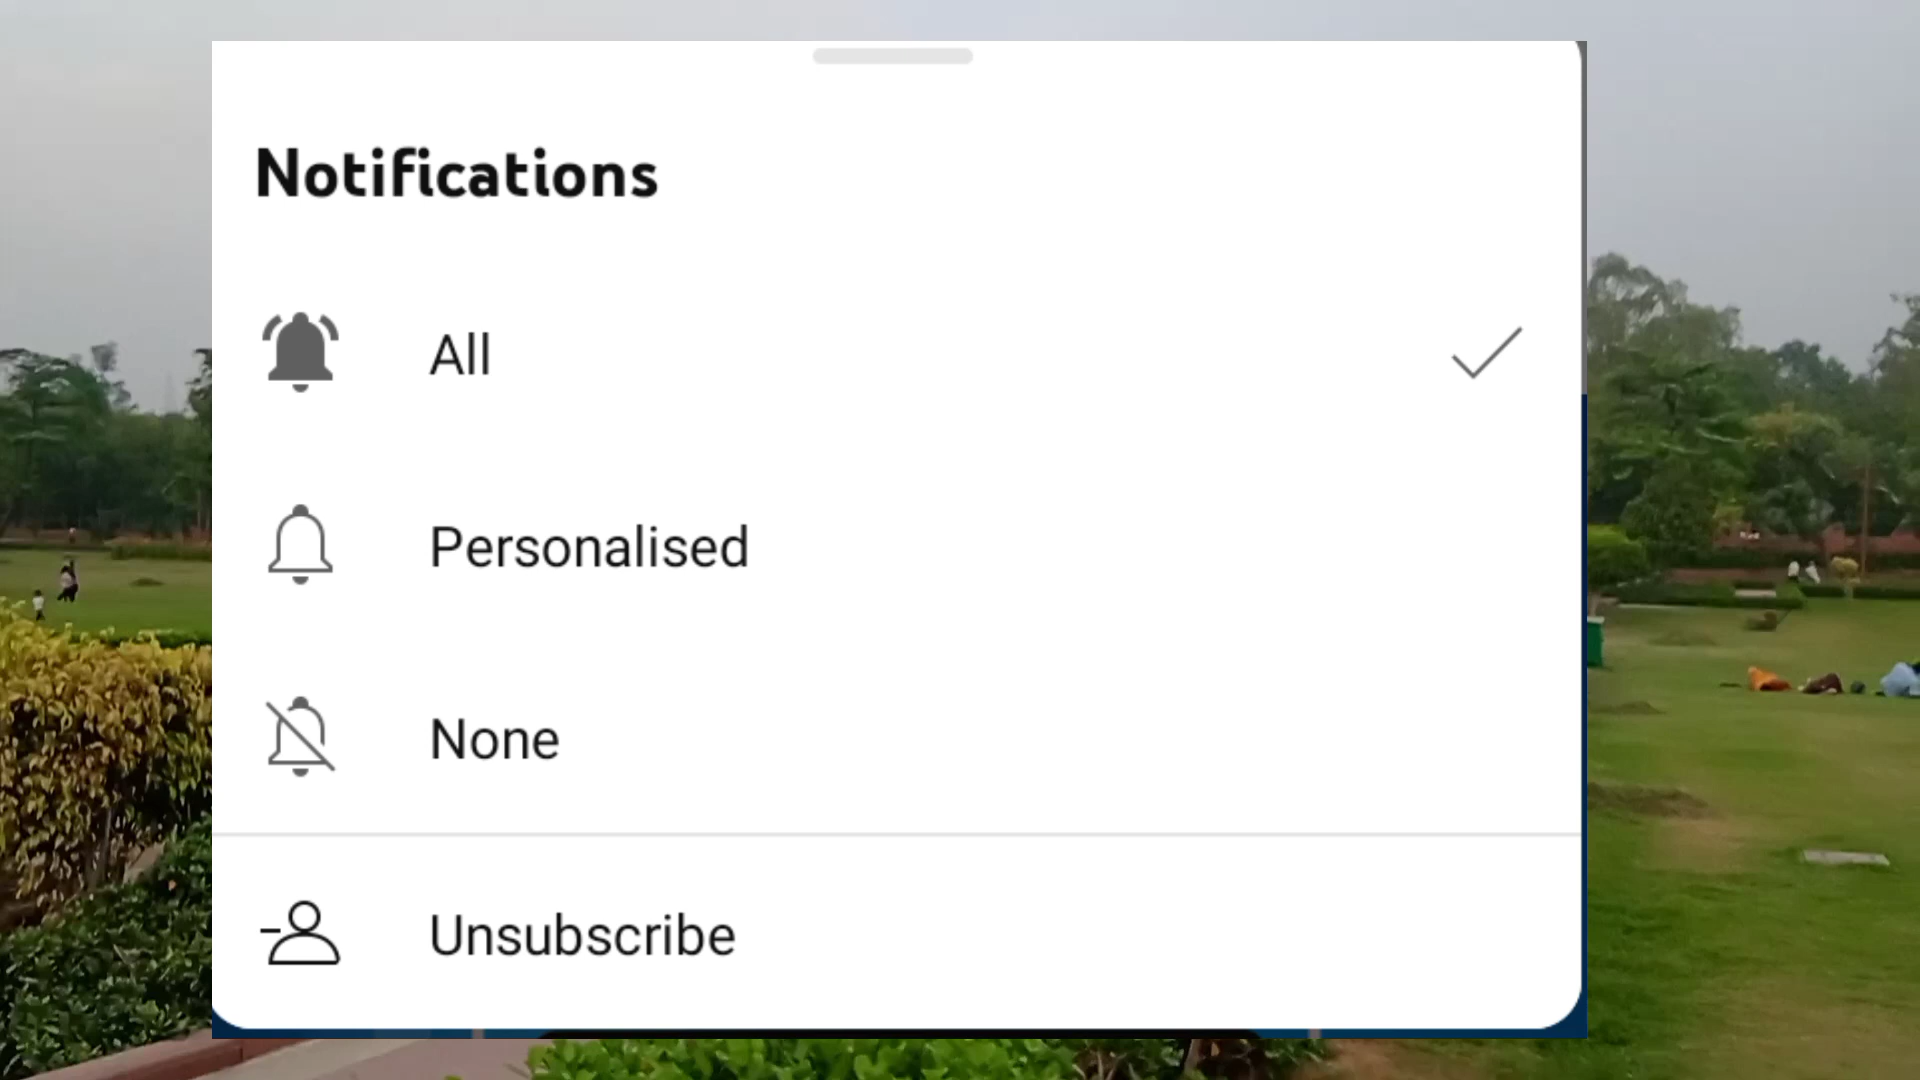 Notifications
All
Personalised
None
Unsubscribe